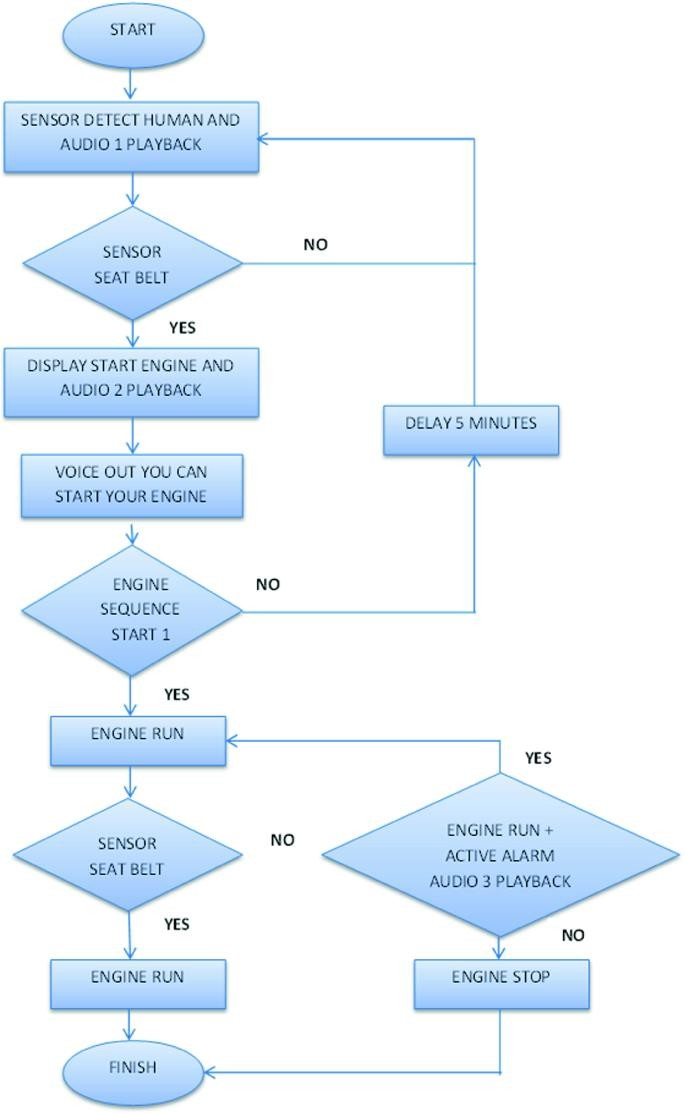 START
SENSOR DETECT HUMAN AND
AUDIO 1 PLAYBACK
SENSOR
SEAT BELT
NO
YES
DISPLAY START ENGINE AND
AUDIO 2 PLAYBACK
DELAY 5 MINUTES
VOICE OUT YOU CAN
START YOUR ENGINE
ENGINE
SEQUENCE
START 1
NO
YES
ENGINE RUN
YES
SENSOR
SEAT BELT
NO
ENGINE RUN +
ACTIVE ALARM
AUDIO 3 PLAYBACK
YES
NO
ENGINE RUN
ENGINE STOP
FINISH